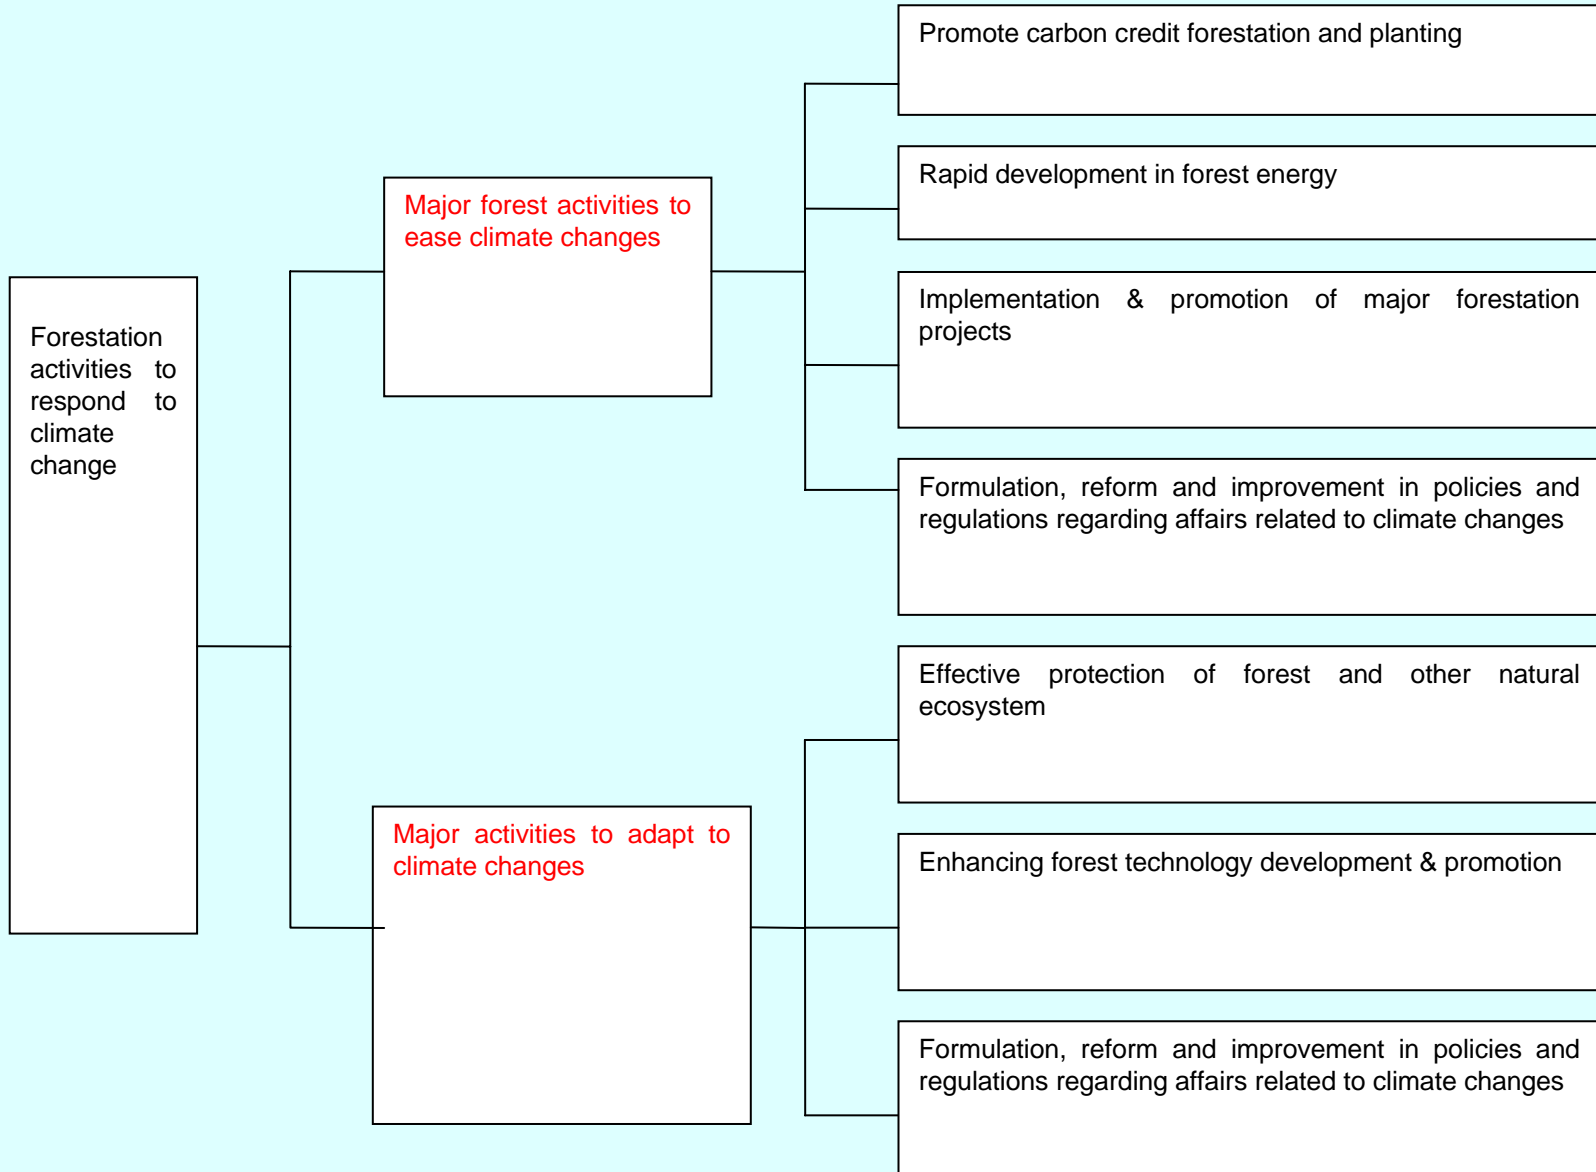 Forestation
activities to
respond to
climate
change
Major forest activities to
ease climate changes
Promote carbon credit forestation and planting
Rapid development in forest energy
Implementation & promotion of major forestation
projects
Formulation, reform and improvement in policies and
regulations regarding affairs related to climate changes
Major activities to adapt to
climate changes
Effective protection of forest and other natural
ecosystem
Enhancing forest technology development & promotion
Formulation, reform and improvement in policies and
regulations regarding affairs related to climate changes